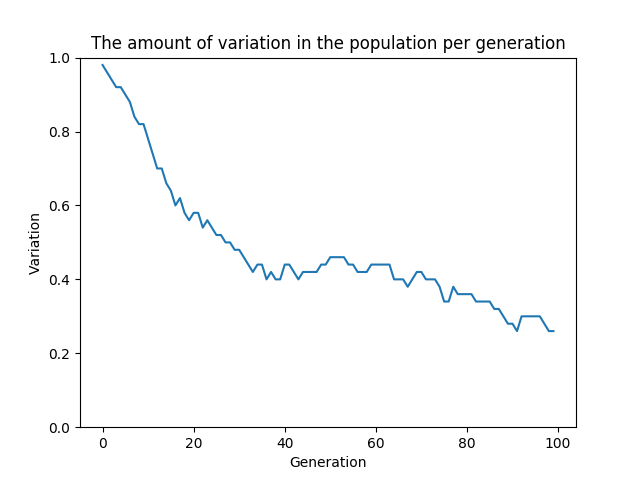 The amount of variation in the population per generation
1.0
0.8
0.6
0.4
0.2
0.0
Variation
0 20 40 60 80 100
Generation